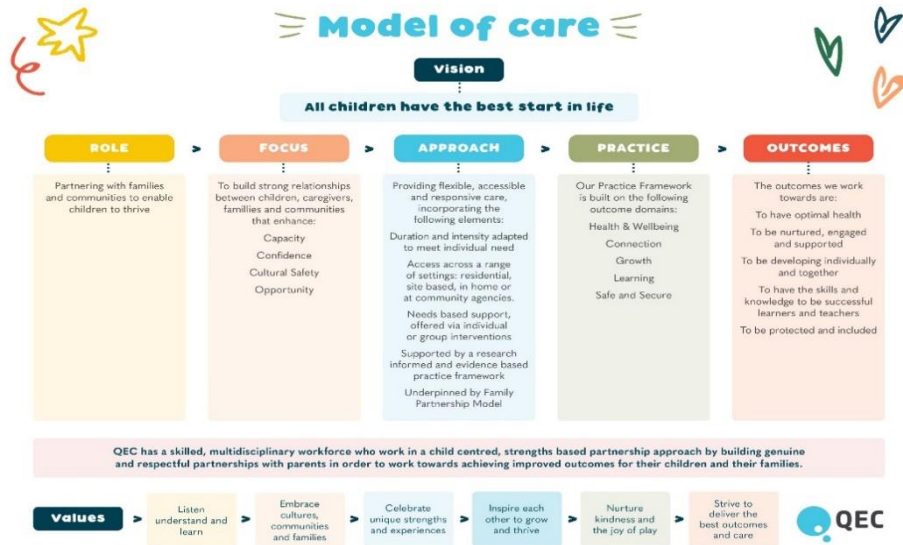 Model of care
Vision
All children have the best start in life
ROLE
>
FOCUS
>
APPROACH
>
PRACTICE
>
OUTCOMES
Partnering with families
and communities to enable
children to thrive
To build strong relationships
between children, caregivers,
families and communities
that enhance:
Capacity
Confidence
Cultural Safety
Opportunity
Providing flexible, accessible
and responsive care,
incorporating the
following elements:
Duration and intensity adapted
to meet individual need
Access across a range
of settings: residential,
site based, in home or
at community agencies.
Needs based support,
offered via individual
or group interventions
Supported by a research
informed and evidence based
practice framework
Underpinned by Family
Partnership Model
Our Practice Framework
is built on the following
outcome domains:
Health & Wellbeing
Connection
Growth
Learning
Safe and Secure
The outcomes we work
towards are:
To have optimal health
To be nurtured, engaged
and supported
To be developing individually
and together
To have the skills and
knowledge to be successful
learners and teachers
To be protected and included
QEC has a skilled, multidisciplinary workforce who work in a child centred, strengths based partnership approach by building genuine
and respectful partnerships with parents in order to work towards achieving improved outcomes for their children and their families.
Values
>
Listen
understand and
learn
>
Embrace
cultures,
communities
and families
>
Celebrate
unique strengths
and experiences
>
Inspire each
other to grow
and thrive
>
Nurture
kindness and
the joy of play
>
Strive to
deliver the
best outcomes
and care
QEC